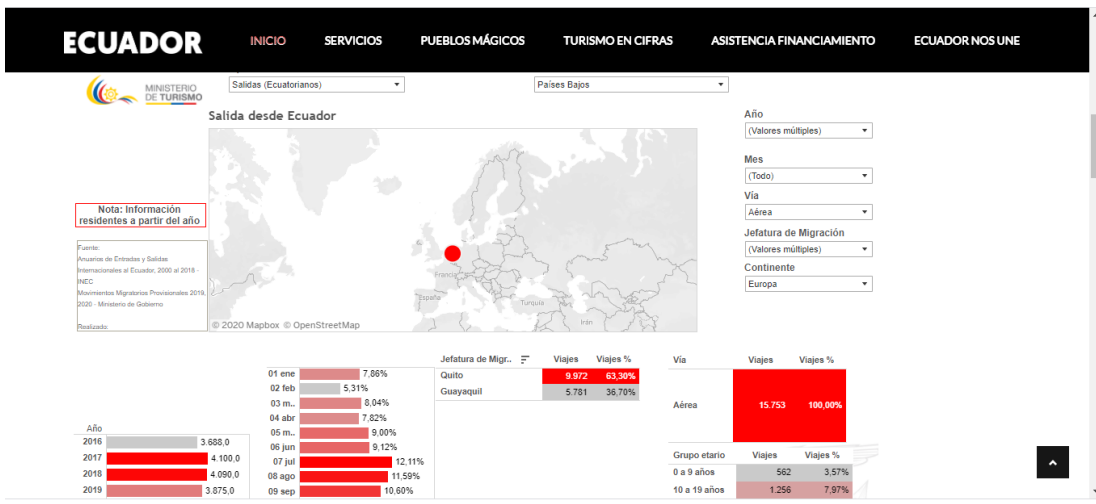 ECUADOR INICIO SERVICIOS PUEBLOS MÁGICOS TURISMO EN CIFRAS ASISTENCIA FINANCIAMIENTO ECUADOR NOS UNE
MINISTERIO
DE TURISMO
Salidas (Ecuatorianos)
Países Bajos
Salida desde Ecuador
Año
(Valores múltiples)
Mes
(Todo)
Vía
Aérea
Jefatura de Migración
(Valores múltiples)
Continente
Europa
Nota: Información
residentes a partir del año
Fuente:
Anuarios de Entradas y Salidas
Internacionales al Ecuador, 2000 al 2018 -
INEC
Movimientos Migratorios Provisionales 2019,
2020 - Ministerio de Gobierno
Realizado:
Francia
España
Turquía
Irán
© 2020 Mapbox © OpenStreetMap
Año
2016 3.688,0
2017 4.100,0
2018 4.090,0
2019 3.875,0
01 ene 7,86%
02 feb 5,31%
03 m.. 8,04%
04 abr 7,82%
05 m.. 9,00%
06 jun 9,12%
07 jul 12,11%
08 ago 11,59%
09 sep 10,60%
Jefatura de Migr.. Viajes Viajes %
Quito 9.972 63,30%
Guayaquil 5.781 36,70%
Vía Viajes Viajes %
Aérea 15.753 100,00%
Grupo etario Viajes Viajes %
0 a 9 años 562 3,57%
10 a 19 años 1.256 7,97%